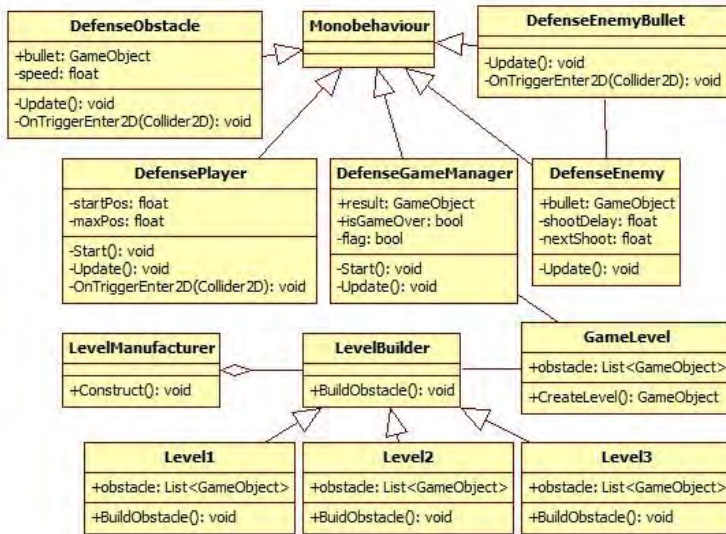 DefenseObstacle
+bullet: GameObject
-speed: float
-Update(): void
-OnTriggerEnter2D(Collider2D): void
Monobehaviour
DefenseEnemyBullet
-Update(): void
-OnTriggerEnter2D(Collider2D): void
DefensePlayer
-startPos: float
-maxPos: float
-Start(): void
-Update(): void
-OnTriggerEnter2D(Collider2D): void
DefenseGameManager
+result: GameObject
+isGameOver: bool
-flag: bool
-Start(): void
-Update(): void
DefenseEnemy
+bullet: GameObject
-shootDelay: float
-nextShoot: float
-Update(): void
LevelManufacturer
+Construct(): void
LevelBuilder
+BuildObstacle(): void
GameLevel
+obstacle: List<GameObject>
+CreateLevel(): GameObject
Level1
+obstacle: List<GameObject>
+BuildObstacle(): void
Level2
+obstacle: List<GameObject>
+BuidObstacle(): void
Level3
+obstacle: List<GameObject>
+BuildObstacle(): void